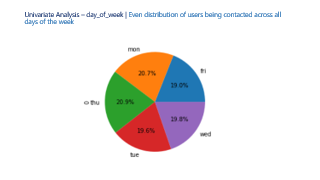 Univariate Analysis – day_of_week | Even distribution of users being contacted across all
days of the week
mon
20.7%
fri
19.0%
thu
20.9%
19.8%
wed
19.6%
tue